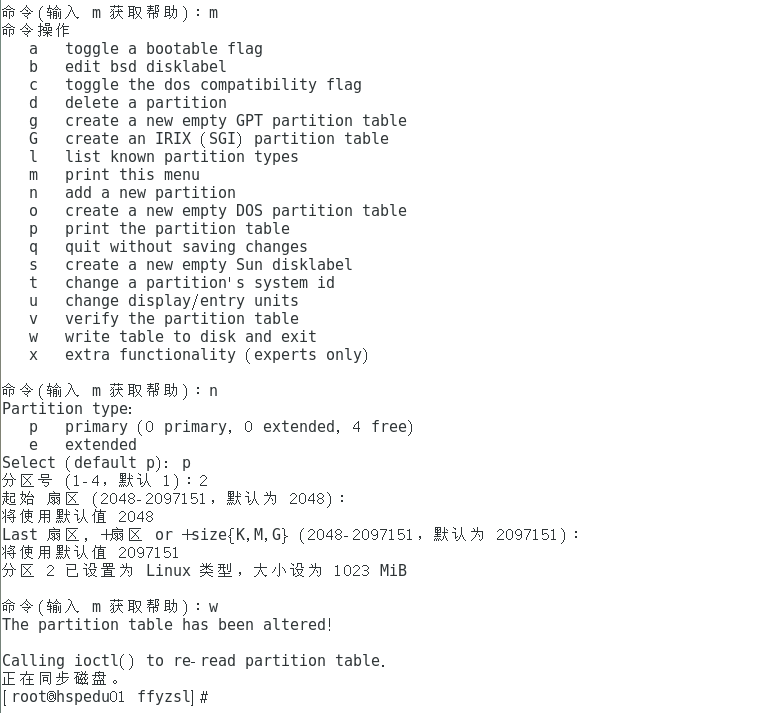 命令(输入 m 获取帮助)：m
命令操作
   a   toggle a bootable flag
   b   edit bsd disklabel
   c   toggle the dos compatibility flag
   d   delete a partition
   g   create a new empty GPT partition table
   G   create an IRIX (SGI) partition table
   l   list known partition types
   m   print this menu
   n   add a new partition
   o   create a new empty DOS partition table
   p   print the partition table
   q   quit without saving changes
   s   create a new empty Sun disklabel
   t   change a partition's system id
   u   change display/entry units
   v   verify the partition table
   w   write table to disk and exit
   x   extra functionality (experts only)
命令(输入 m 获取帮助)：n
Partition type:
   p   primary (0 primary, 0 extended, 4 free)
   e   extended
Select (default p): p
分区号 (1-4，默认 1)：2
起始 扇区 (2048-2097151，默认为 2048)：
将使用默认值 2048
Last 扇区, +扇区 or +size{K,M,G} (2048-2097151，默认为 2097151)：
将使用默认值 2097151
分区 2 已设置为 Linux 类型，大小设为 1023 MiB
命令(输入 m 获取帮助)：w
The partition table has been altered!
Calling ioctl() to re-read partition table.
正在同步磁盘。
[root@hspedu01 ffyzsl]#